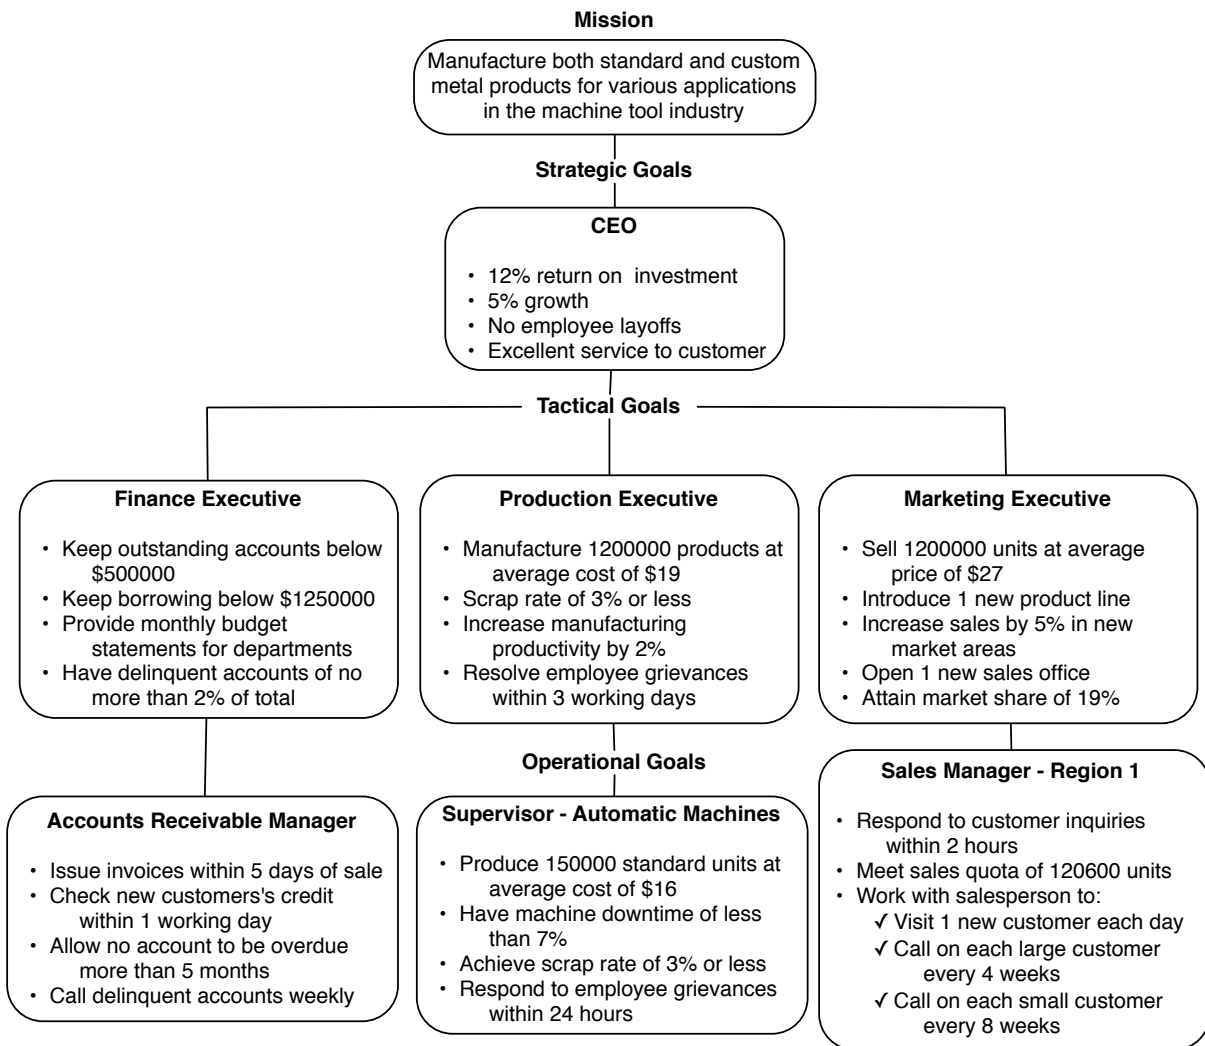 Mission
Manufacture both standard and custom
metal products for various applications
in the machine tool industry
Strategic Goals
CEO
• 12% return on investment
• 5% growth
• No employee layoffs
• Excellent service to customer
Tactical Goals
Finance Executive
• Keep outstanding accounts below
$500000
• Keep borrowing below $1250000
• Provide monthly budget
statements for departments
• Have delinquent accounts of no
more than 2% of total
Production Executive
• Manufacture 1200000 products at
average cost of $19
• Scrap rate of 3% or less
• Increase manufacturing
productivity by 2%
• Resolve employee grievances
within 3 working days
Marketing Executive
• Sell 1200000 units at average
price of $27
• Introduce 1 new product line
• Increase sales by 5% in new
market areas
• Open 1 new sales office
• Attain market share of 19%
Operational Goals
Accounts Receivable Manager
• Issue invoices within 5 days of sale
• Check new customers's credit
within 1 working day
• Allow no account to be overdue
more than 5 months
• Call delinquent accounts weekly
Supervisor - Automatic Machines
• Produce 150000 standard units at
average cost of $16
• Have machine downtime of less
than 7%
• Achieve scrap rate of 3% or less
• Respond to employee grievances
within 24 hours
Sales Manager - Region 1
• Respond to customer inquiries
within 2 hours
• Meet sales quota of 120600 units
• Work with salesperson to:
✓ Visit 1 new customer each day
✓ Call on each large customer
every 4 weeks
✓ Call on each small customer
every 8 weeks